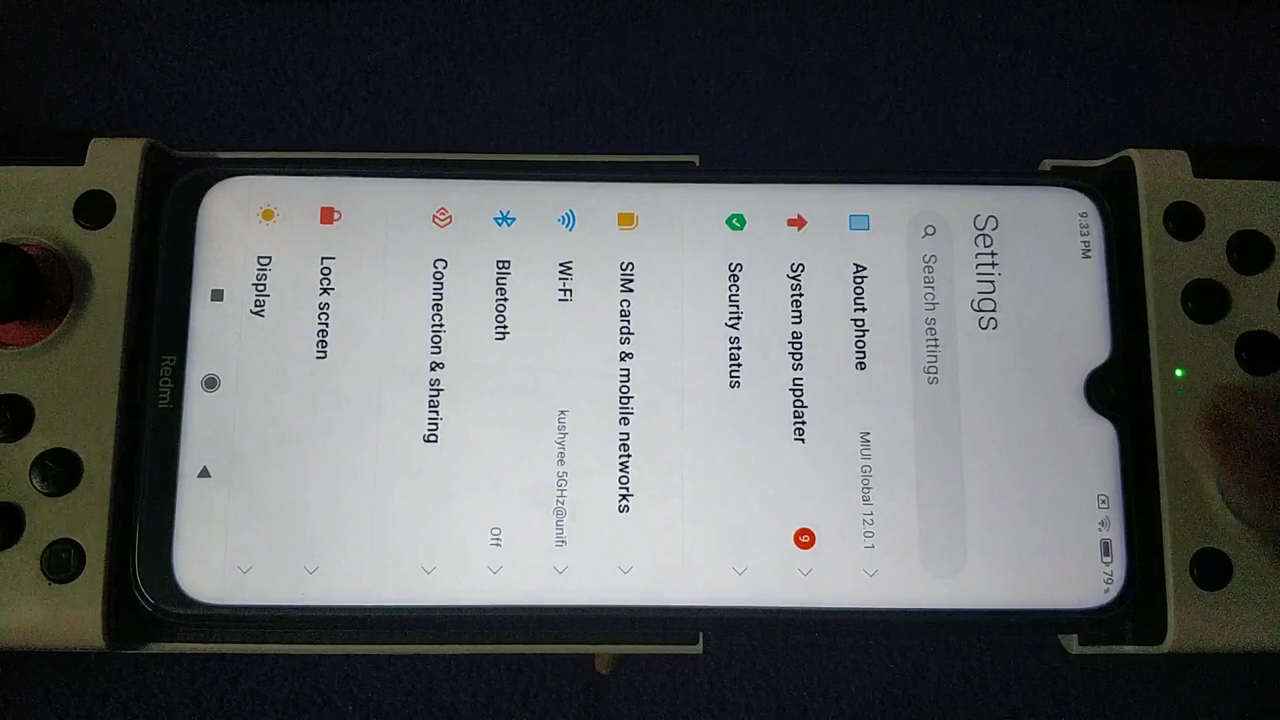 9:33 PM
79%
Settings
Search settings
About phone
MIUI Global 12.0.1
System apps updater
9
Security status
SIM cards & mobile networks
Wi-Fi
kushyree 5GHz@unifi
Bluetooth
Off
Connection & sharing
Lock screen
Display
Redmi